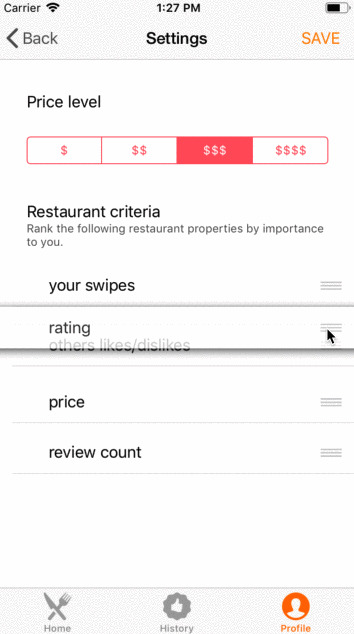 Carrier 1:27 PM
Back Settings SAVE
Price level
$ $$ $$$ $$$$
Restaurant criteria
Rank the following restaurant properties by importance
to you.
your swipes
rating
others likes/dislikes
price
review count
Home History Profile